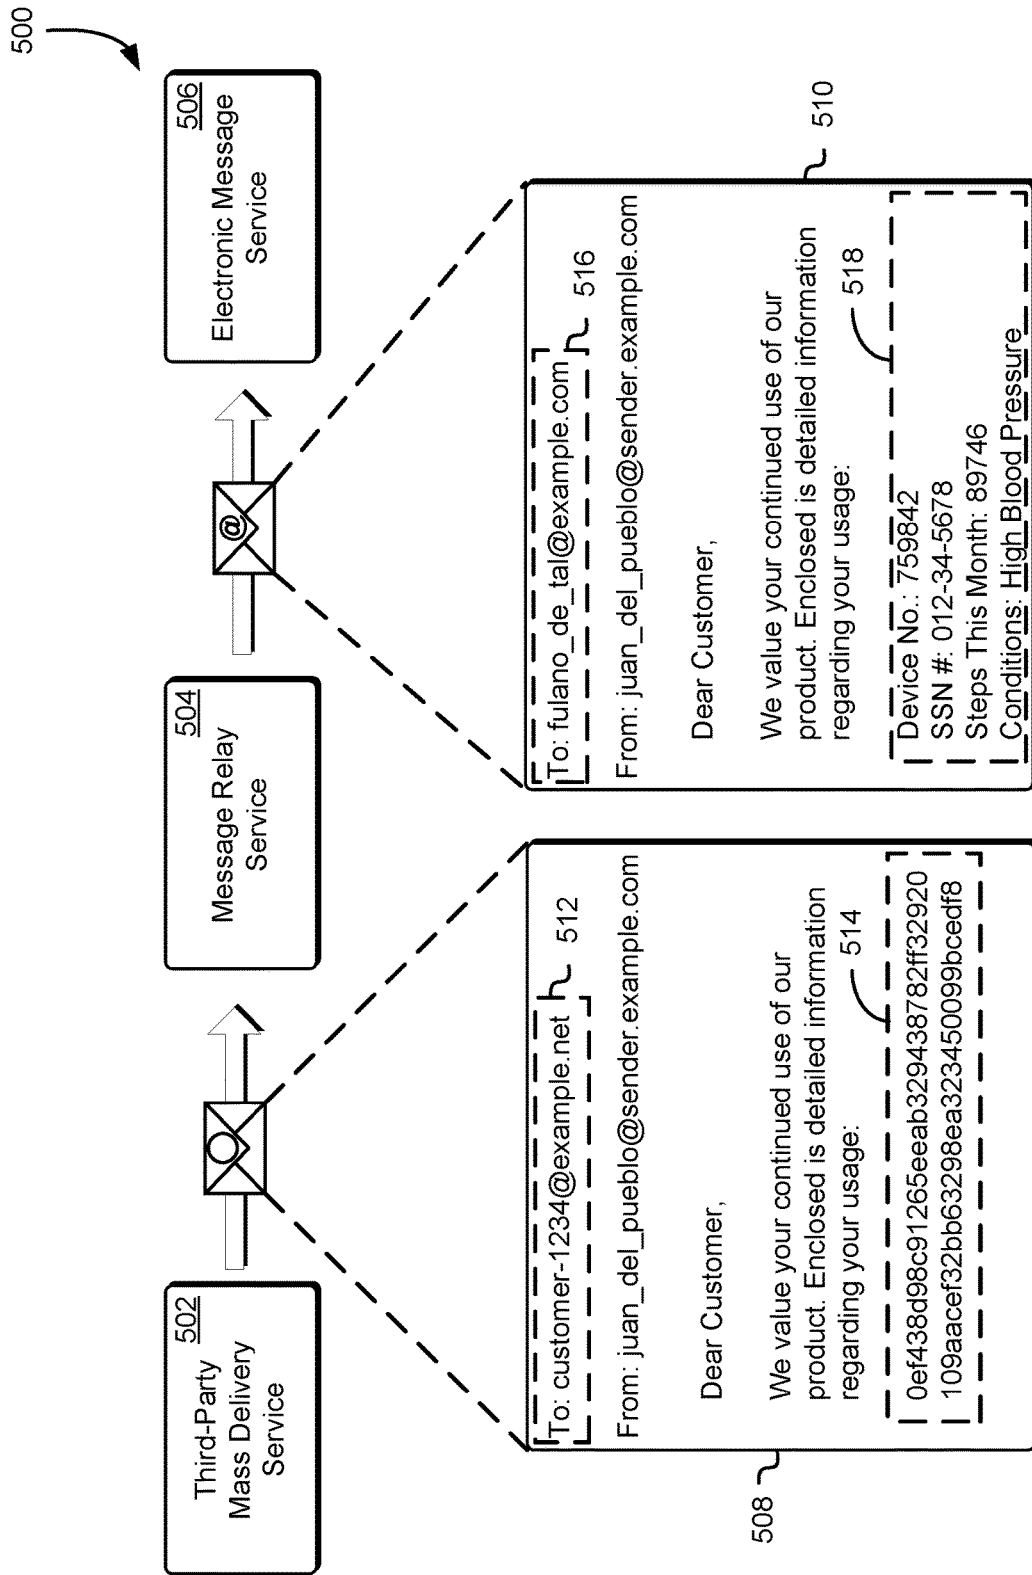 500
502
Third-Party
Mass Delivery
Service
504
Message Relay
Service
506
Electronic Message
Service
@
508
To: customer-1234@example.net
512
From: juan_del_pueblo@sender.example.com
Dear Customer,
We value your continued use of our
product. Enclosed is detailed information
regarding your usage:
514
0ef438d98c91265eeab329438782ff32920
109aacef32bb63298ea323450099bcedf8
510
To: fulano_de_tal@example.com
516
From: juan_del_pueblo@sender.example.com
Dear Customer,
We value your continued use of our
product. Enclosed is detailed information
regarding your usage:
518
Device No.: 759842
SSN #: 012-34-5678
Steps This Month: 89746
Conditions: High Blood Pressure